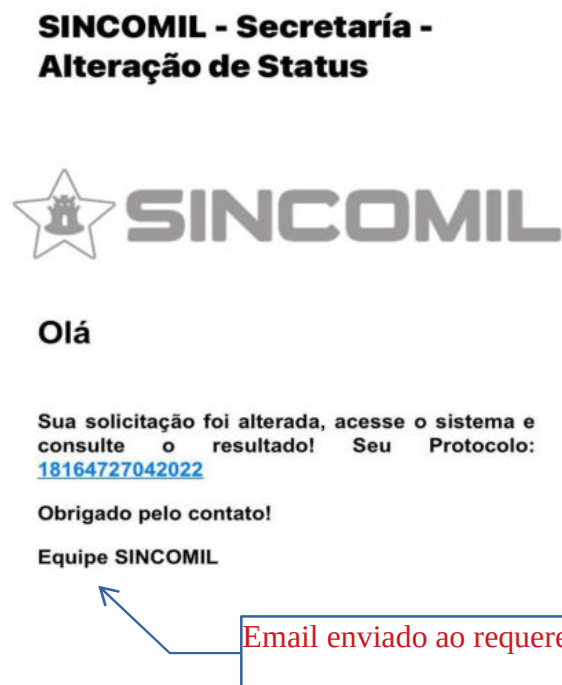 SINCOMIL - Secretaría -
Alteração de Status
SINCOMIL
Olá
Sua solicitação foi alterada, acesse o sistema e
consulte o resultado! Seu Protocolo:
18164727042022
Obrigado pelo contato!
Equipe SINCOMIL
Email enviado ao